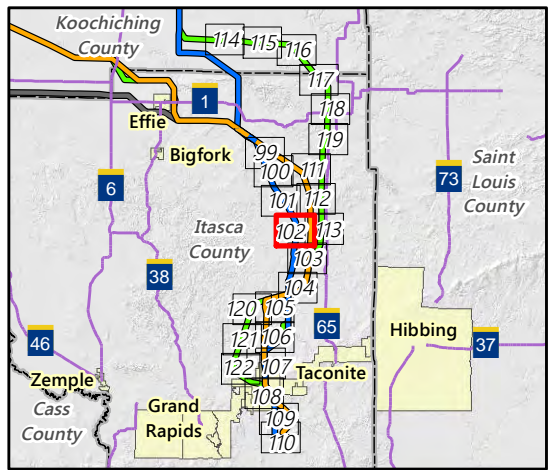 Koochiching
County
114
115
116
117
1
118
Effie
119
99
Bigfork
100
111
Saint
Louis
County
6
101
112
73
Itasca
County
102
113
103
38
104
120
105
65
Hibbing
46
121
106
37
Zemple
122
107
Taconite
Cass
County
Grand
Rapids
108
109
110